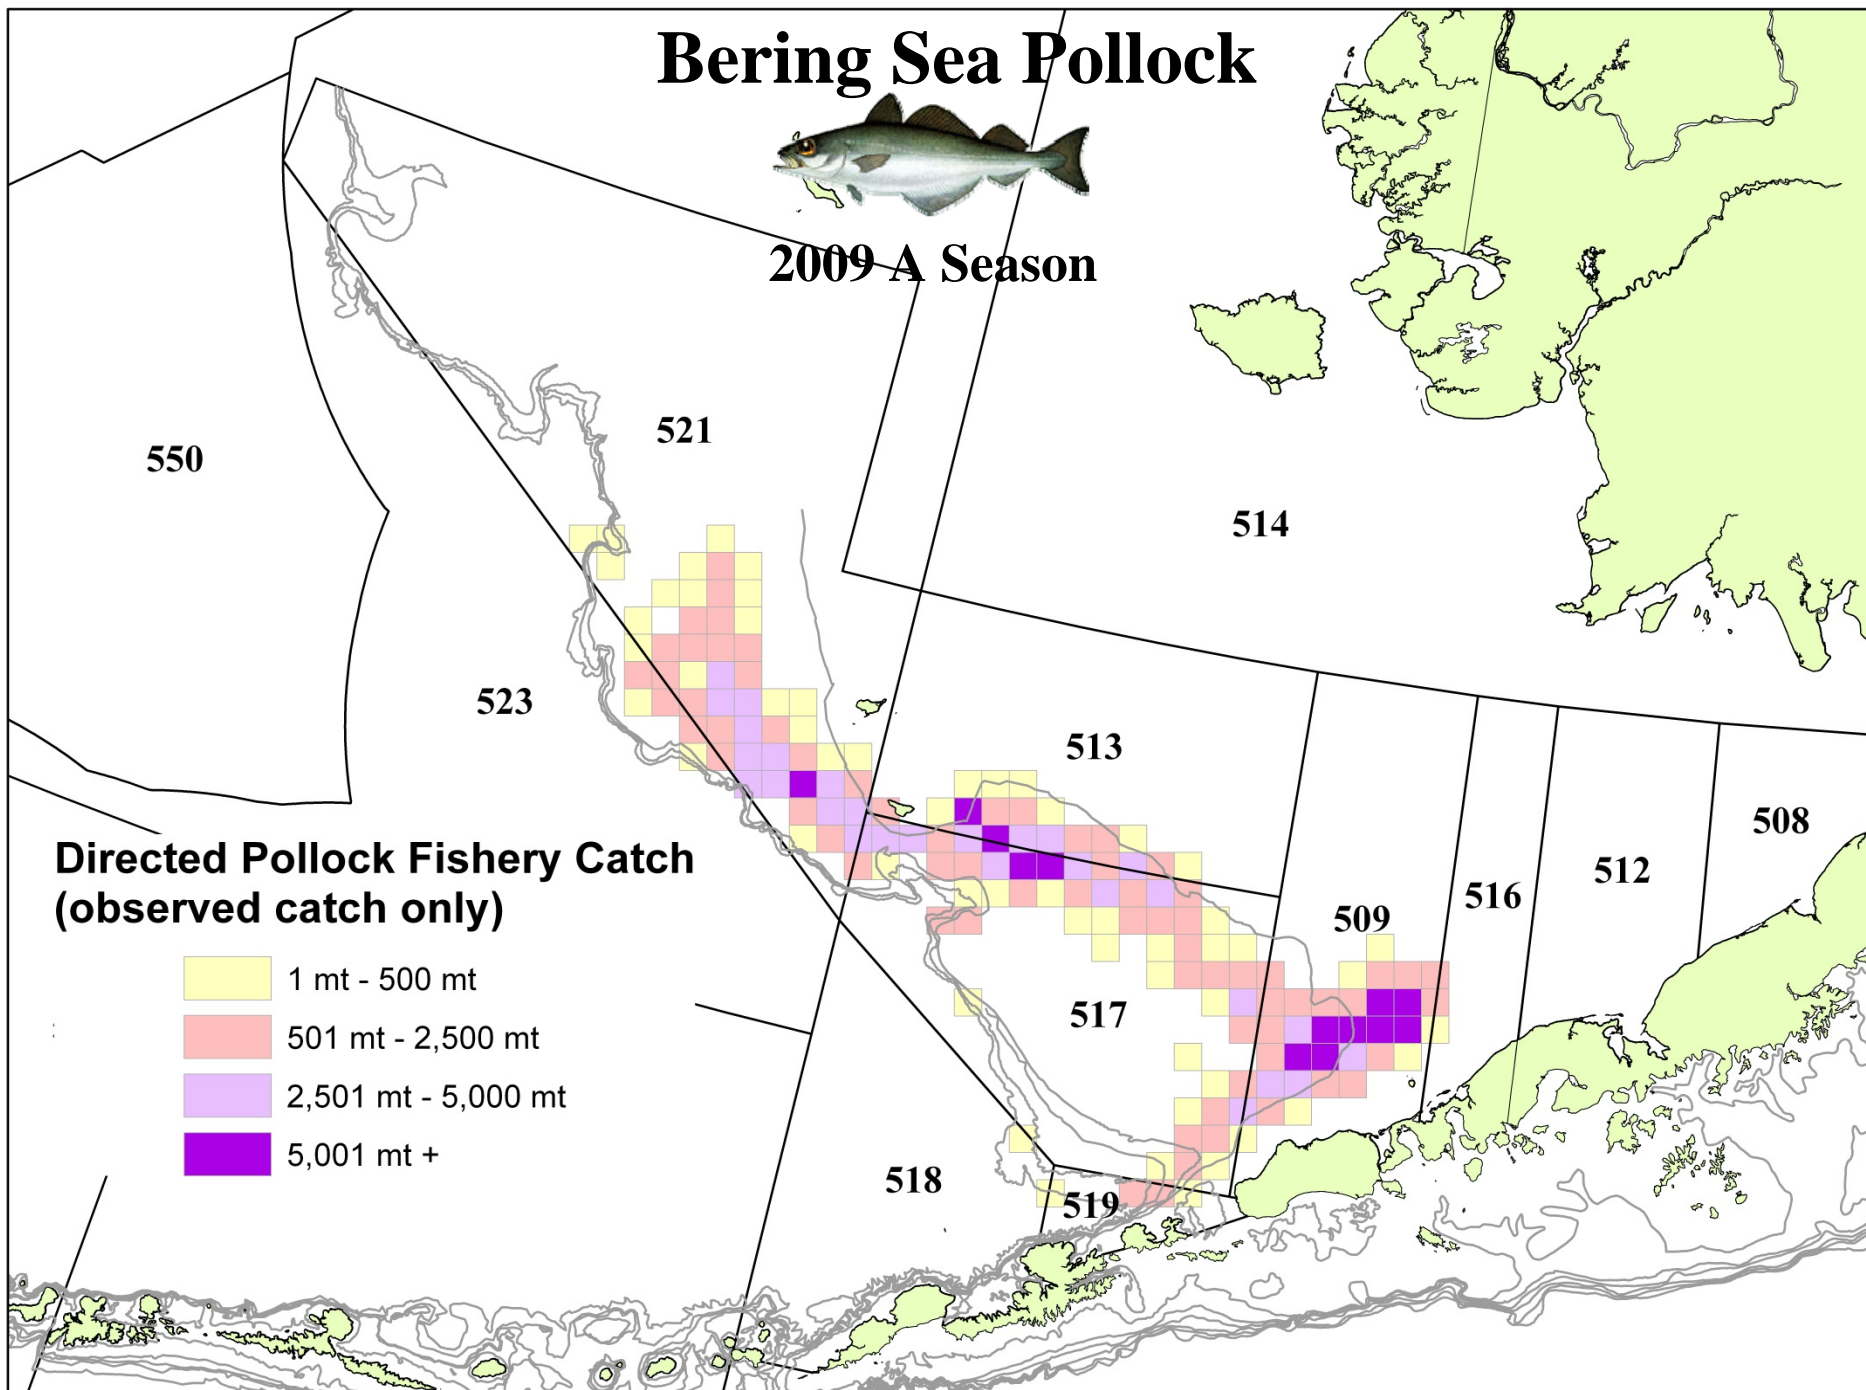 Bering Sea Pollock
2009 A Season
521
550
514
523
513
508
512
516
509
517
518
519
Directed Pollock Fishery Catch
(observed catch only)
1 mt - 500 mt
501 mt - 2,500 mt
2,501 mt - 5,000 mt
5,001 mt +